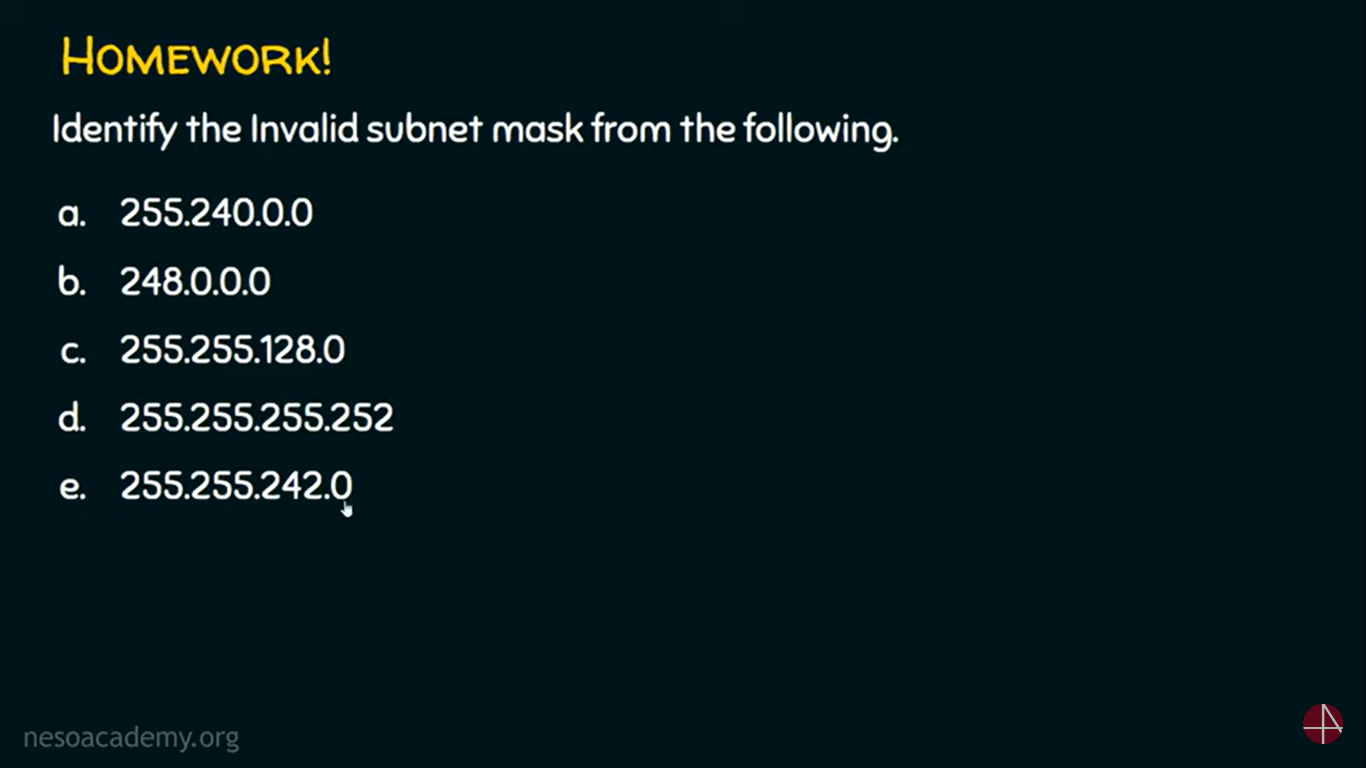 HOMEWORK!
Identify the Invalid subnet mask from the following.
a. 255.240.0.0
b. 248.0.0.0
c. 255.255.128.0
d. 255.255.255.252
e. 255.255.242.0
nesoacademy.org